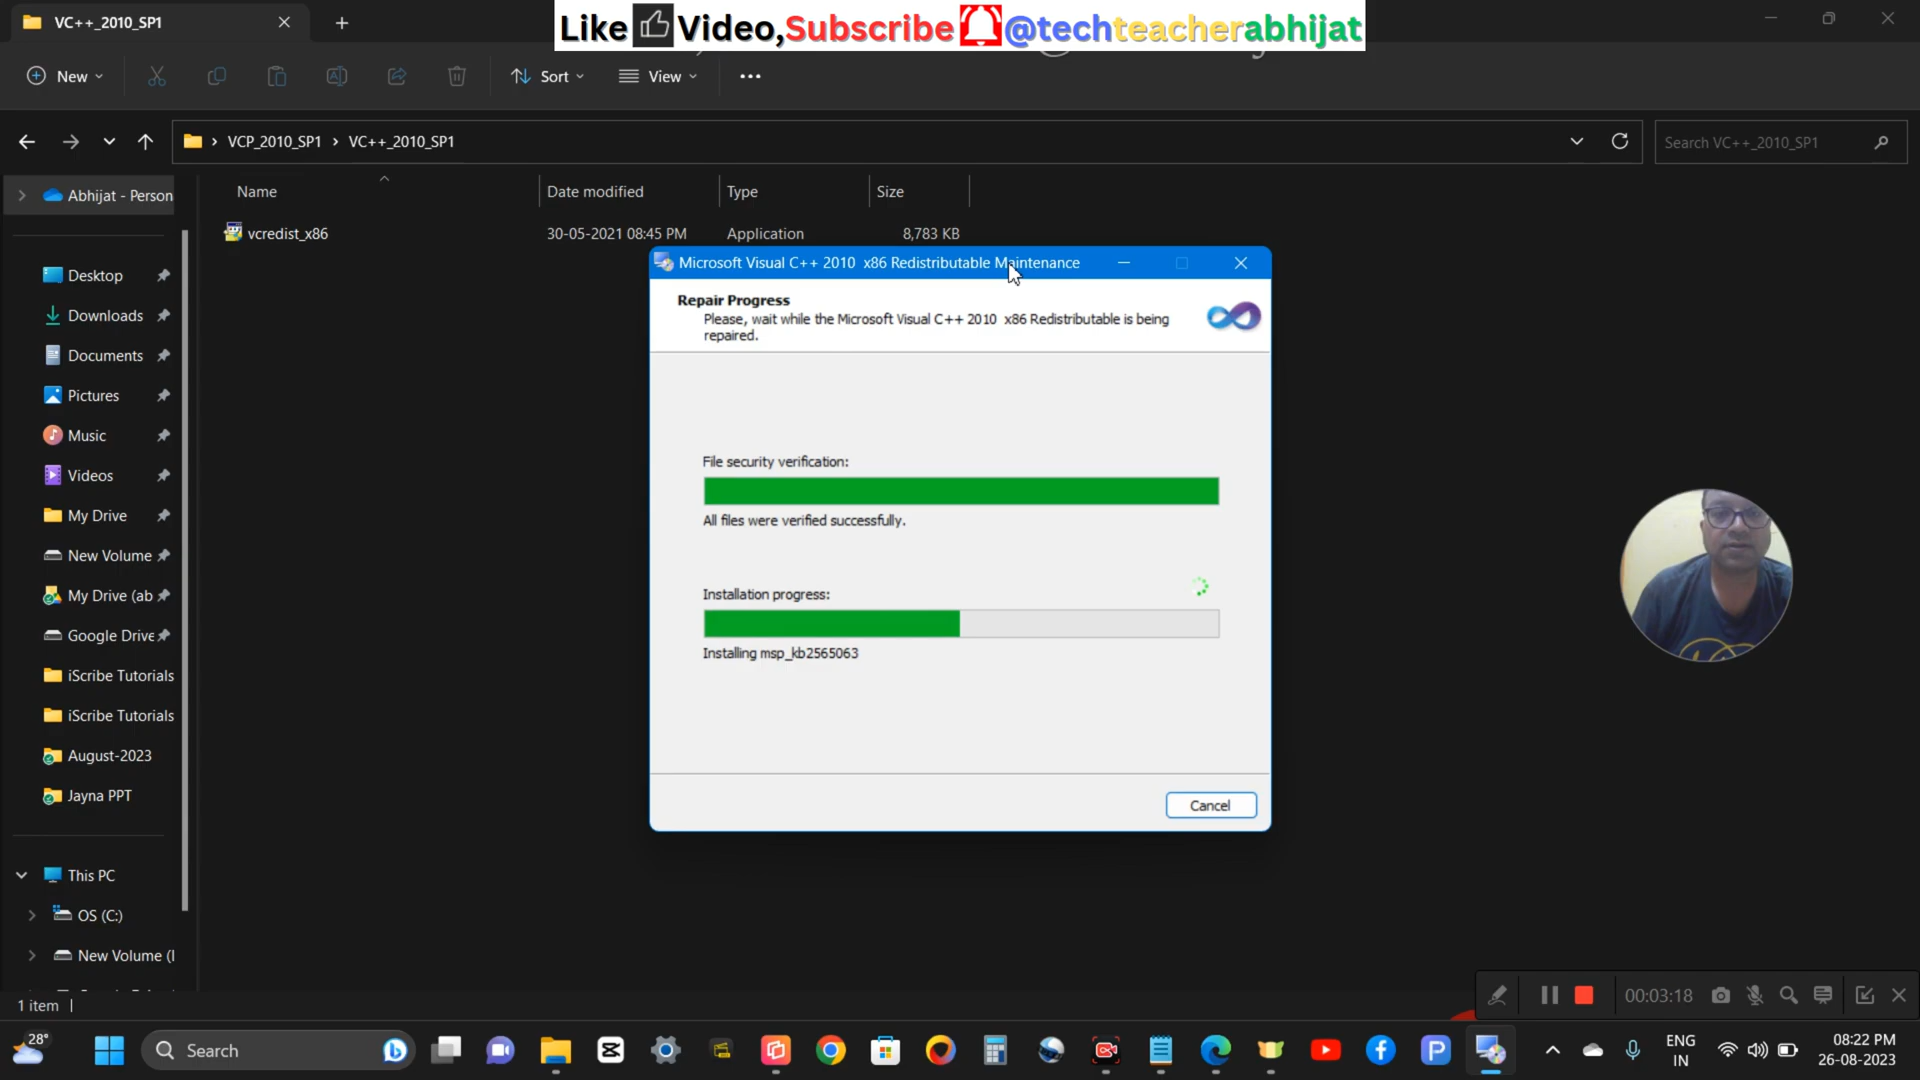 VC++_2010_SP1
Like Video,Subscribe @techteacherabhijat
New
Sort
View
VCP_2010_SP1 > VC++_2010_SP1
Search VC++_2010_SP1
Abhijat - Person
Name
Date modified
Type
Size
vcredist_x86
30-05-2021 08:45 PM
Application
8,783 KB
Desktop
Downloads
Documents
Pictures
Music
Videos
My Drive
New Volume
My Drive (ab
Google Drive
iScribe Tutorials
iScribe Tutorials
August-2023
Jayna PPT
This PC
OS (C:)
New Volume (I
Microsoft Visual C++ 2010 x86 Redistributable Maintenance
Repair Progress
Please, wait while the Microsoft Visual C++ 2010 x86 Redistributable is being
repaired.
File security verification:
All files were verified successfully.
Installation progress:
Installing msp_kb2565063
Cancel
1 item
00:03:18
28°
Search
ENG
IN
08:22 PM
26-08-2023